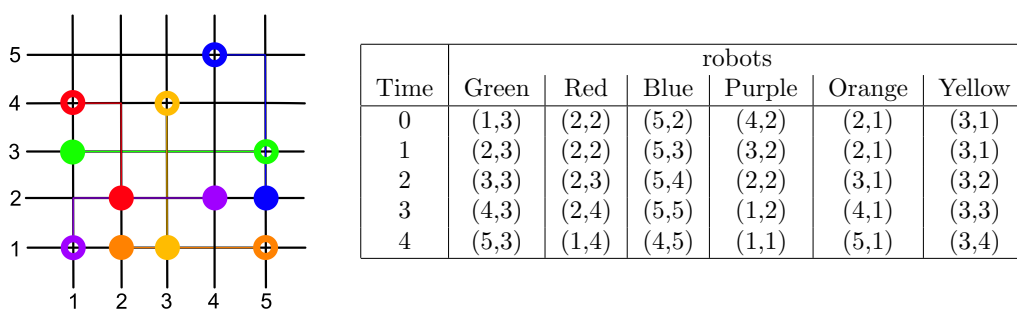 5
4
3
2
1
1 2 3 4 5
robots
Time Green Red Blue Purple Orange Yellow
0 (1,3) (2,2) (5,2) (4,2) (2,1) (3,1)
1 (2,3) (2,2) (5,3) (3,2) (2,1) (3,1)
2 (3,3) (2,3) (5,4) (2,2) (3,1) (3,2)
3 (4,3) (2,4) (5,5) (1,2) (4,1) (3,3)
4 (5,3) (1,4) (4,5) (1,1) (5,1) (3,4)